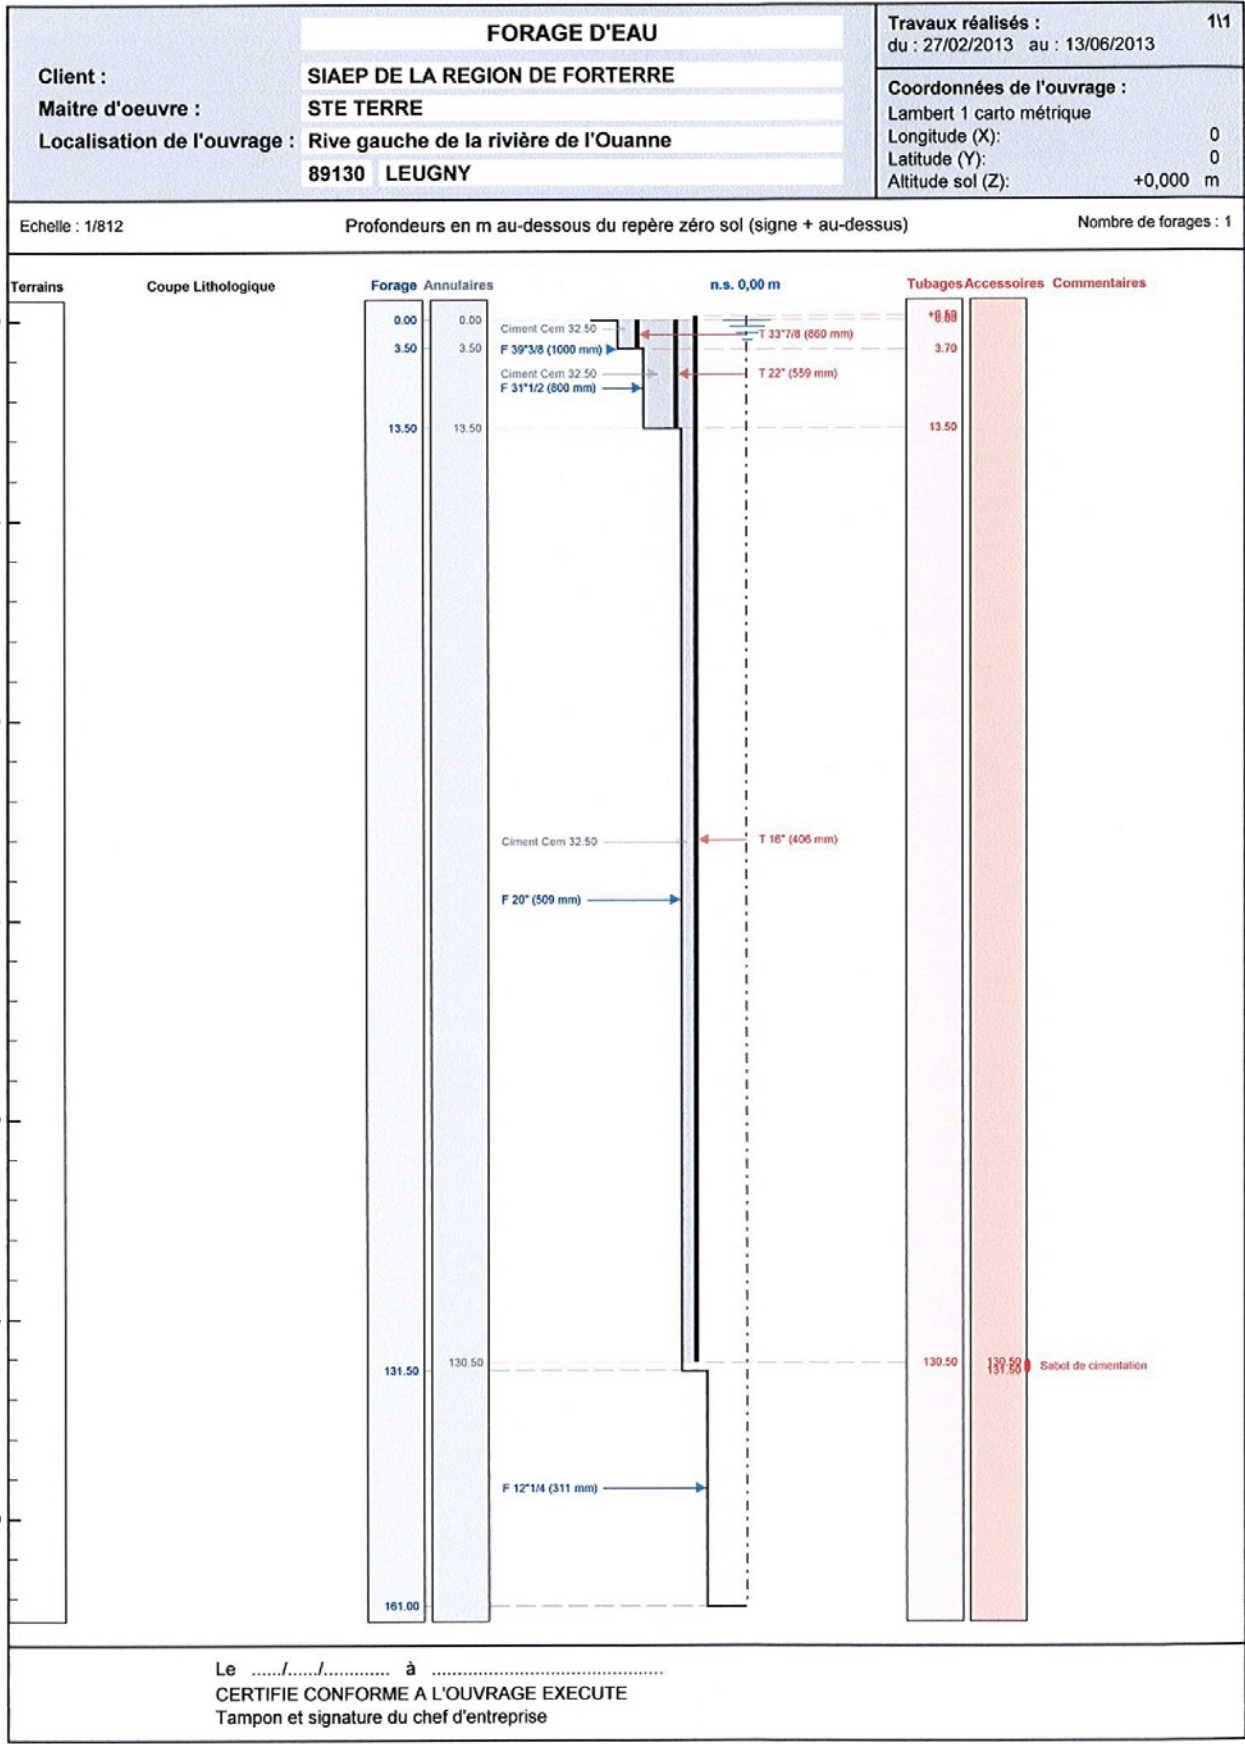 FORAGE D'EAU
Client :
SIAEP DE LA REGION DE FORTERRE
Maitre d'oeuvre :
STE TERRE
Localisation de l'ouvrage :
Rive gauche de la rivière de l'Ouanne
89130 LEUGNY
Travaux réalisés : 1\1
du : 27/02/2013 au : 13/06/2013
Coordonnées de l'ouvrage :
Lambert 1 carto métrique
Longitude (X): 0
Latitude (Y): 0
Altitude sol (Z): +0,000 m
Echelle : 1/812
Profondeurs en m au-dessous du repère zéro sol (signe + au-dessus)
Nombre de forages : 1
Terrains
Coupe Lithologique
Forage
Annulaires
n.s. 0,00 m
Tubages
Accessoires
Commentaires
0.00
0.00
Ciment Cem 32.50
T 33"7/8 (860 mm)
3.50
3.50
F 39"3/8 (1000 mm)
3.70
Ciment Cem 32.50
T 22" (559 mm)
F 31"1/2 (800 mm)
13.50
13.50
13.50
Ciment Cem 32.50
T 16" (406 mm)
F 20" (509 mm)
131.50
130.50
130.50
130.50
131.50
Sabot de cimentation
F 12"1/4 (311 mm)
161.00
Le ....../....../............ à ..........................................
CERTIFIE CONFORME A L'OUVRAGE EXECUTE
Tampon et signature du chef d'entreprise